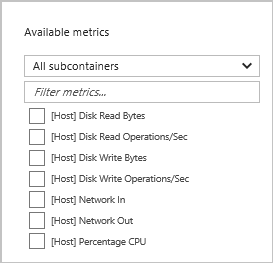 Available metrics
All subcontainers
Filter metrics...
[Host] Disk Read Bytes
[Host] Disk Read Operations/Sec
[Host] Disk Write Bytes
[Host] Disk Write Operations/Sec
[Host] Network In
[Host] Network Out
[Host] Percentage CPU